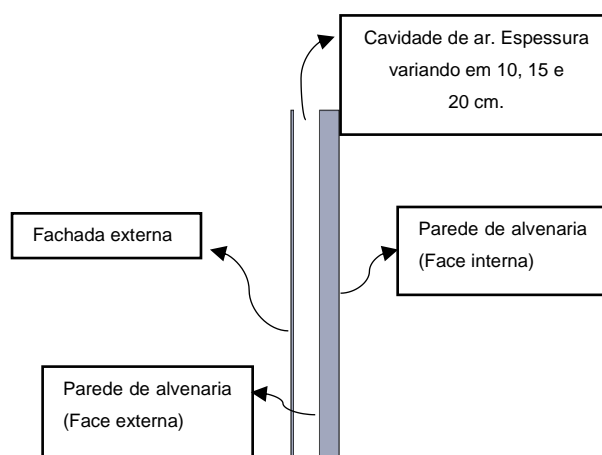 Cavidade de ar. Espessura
variando em 10, 15 e
20 cm.
Fachada externa
Parede de alvenaria
(Face interna)
Parede de alvenaria
(Face externa)